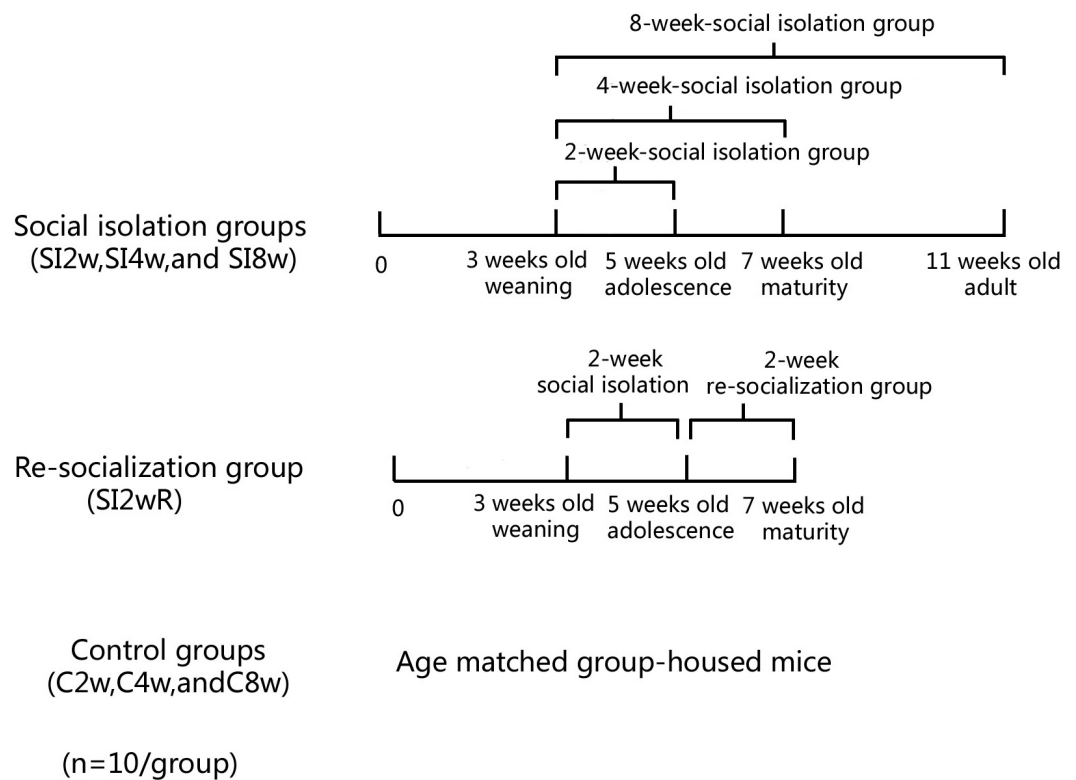 8-week-social isolation group
4-week-social isolation group
2-week-social isolation group
Social isolation groups
(SI2w,SI4w,and SI8w)
0
3 weeks old
weaning
5 weeks old
adolescence
7 weeks old
maturity
11 weeks old
adult
2-week
social isolation
2-week
re-socialization group
Re-socialization group
(SI2wR)
0
3 weeks old
weaning
5 weeks old
adolescence
7 weeks old
maturity
Control groups
(C2w,C4w,andC8w)
Age matched group-housed mice
(n=10/group)